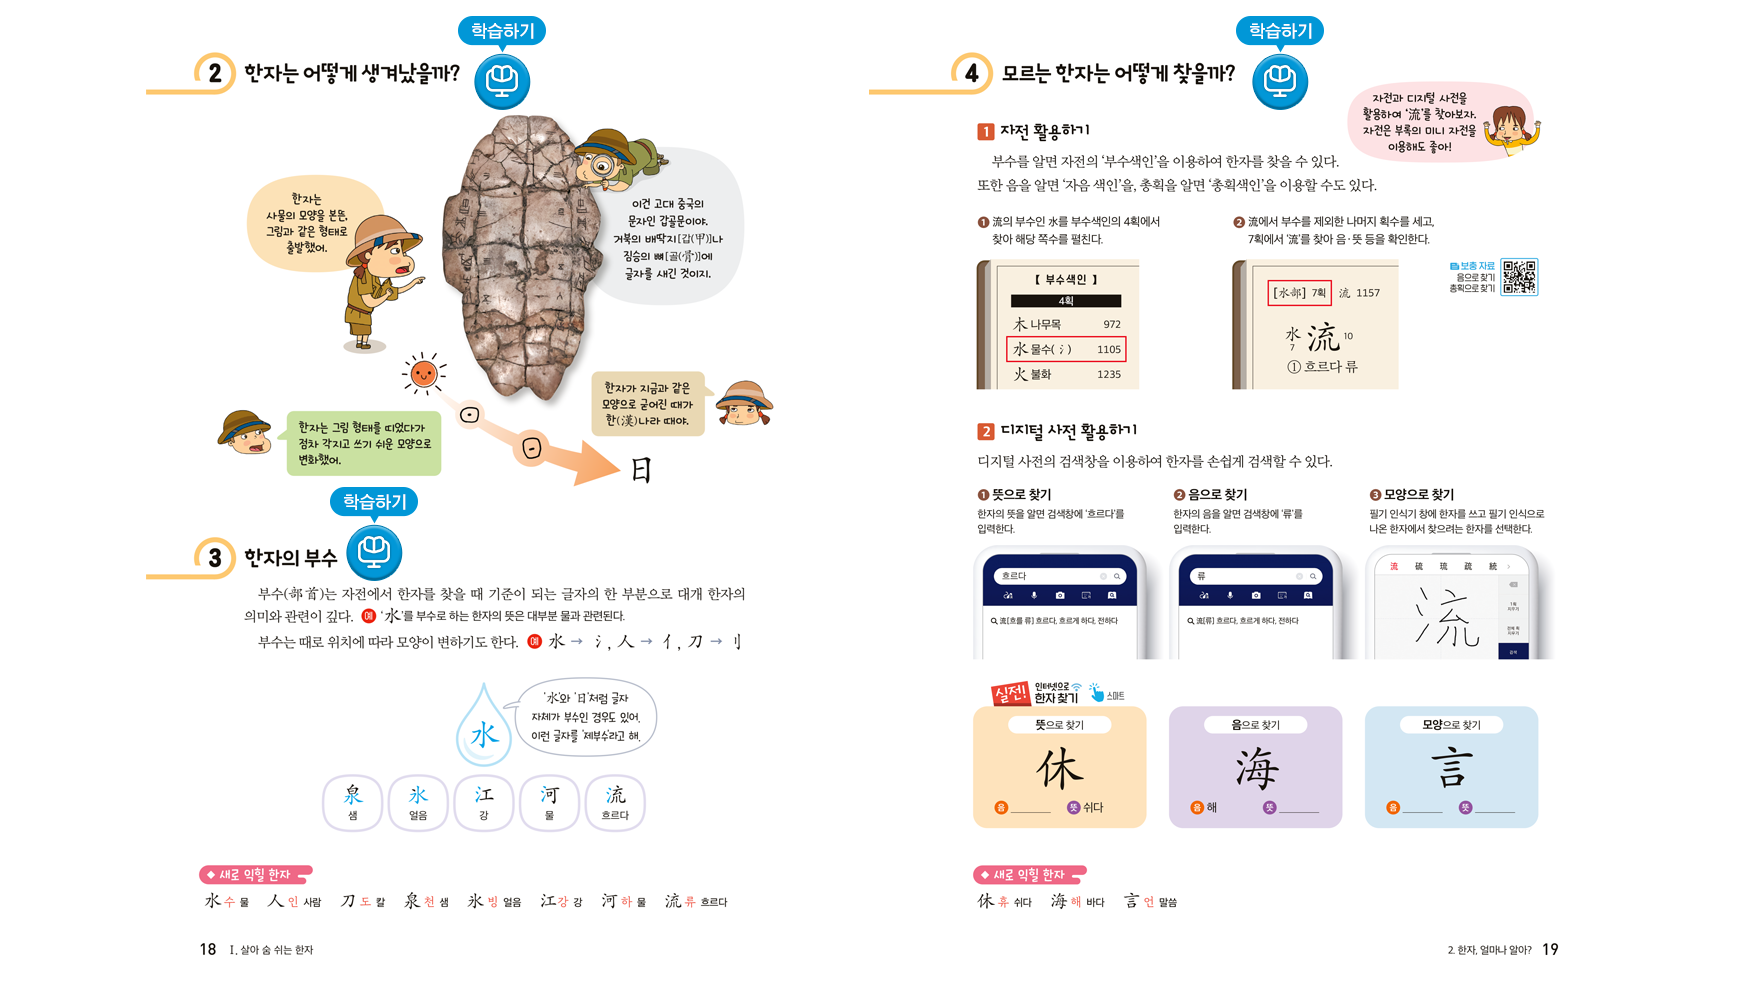 학습하기
2 한자는 어떻게 생겨났을까?
한자는
사물의 모양을 본뜬,
그림과 같은 형태로
출발했어.
이건 고대 중국의
문자인 갑골문이야.
거북의 배딱지[갑(甲)]나
짐승의 뼈[골(骨)]에
글자를 새긴 것이지.
한자가 지금과 같은
모양으로 굳어진 때가
한(漢)나라 때야.
한자는 그림 형태를 띠었다가
점차 각지고 쓰기 쉬운 모양으로
변화했어.
日
학습하기
3 한자의 부수
부수(部首)는 자전에서 한자를 찾을 때 기준이 되는 글자의 한 부분으로 대개 한자의
의미와 관련이 깊다. 예 ‘水’를 부수로 하는 한자의 뜻은 대부분 물과 관련된다.
부수는 때로 위치에 따라 모양이 변하기도 한다. 예 水 → 氵, 人 → 亻, 刀 → 刂
‘水’와 ‘日’처럼 글자
자체가 부수인 경우도 있어.
이런 글자를 ‘제부수’라고 해.
水
泉 氷 江 河 流
샘 얼음 강 물 흐르다
◆ 새로 익힐 한자
水 수 물 人 인 사람 刀 도 칼 泉 천 샘 氷 빙 얼음 江 강 강 河 하 물 流 류 흐르다
18 Ⅰ. 살아 숨 쉬는 한자
학습하기
4 모르는 한자는 어떻게 찾을까?
자전과 디지털 사전을
활용하여 ‘流’를 찾아보자.
자전은 부록의 미니 자전을
이용해도 좋아!
1 자전 활용하기
부수를 알면 자전의 ‘부수색인’을 이용하여 한자를 찾을 수 있다.
또한 음을 알면 ‘자음 색인’을, 총획을 알면 ‘총획색인’을 이용할 수도 있다.
❶ 流의 부수인 水를 부수색인의 4획에서
찾아 해당 쪽수를 펼친다.
【 부수색인 】
4획
木 나무목 972
水 물수(氵) 1105
火 불화 1235
❷ 流에서 부수를 제외한 나머지 획수를 세고,
7획에서 ‘流’를 찾아 음·뜻 등을 확인한다.
[水部] 7획 流 1157
水 流 10
7
① 흐르다 류
보충 자료
음으로 찾기
총획으로 찾기
2 디지털 사전 활용하기
디지털 사전의 검색창을 이용하여 한자를 손쉽게 검색할 수 있다.
❶ 뜻으로 찾기
한자의 뜻을 알면 검색창에 ‘흐르다’를
입력한다.
흐르다
流[흐를 류] 흐르다, 흐르게 하다, 전하다
❷ 음으로 찾기
한자의 음을 알면 검색창에 ‘류’를
입력한다.
류
流[류] 흐르다, 흐르게 하다, 전하다
❸ 모양으로 찾기
필기 인식기 창에 한자를 쓰고 필기 인식으로
나온 한자에서 찾으려는 한자를 선택한다.
流 硫 琉 疏 統
流
1획
지우기
전체 획
지우기
검색
실전! 인터넷으로
한자 찾기 스마트
뜻으로 찾기
休
음 ______ 뜻 쉬다
음으로 찾기
海
음 해 뜻 ______
모양으로 찾기
言
음 ______ 뜻 ______
◆ 새로 익힐 한자
休 휴 쉬다 海 해 바다 言 언 말씀
2. 한자, 얼마나 알아? 19